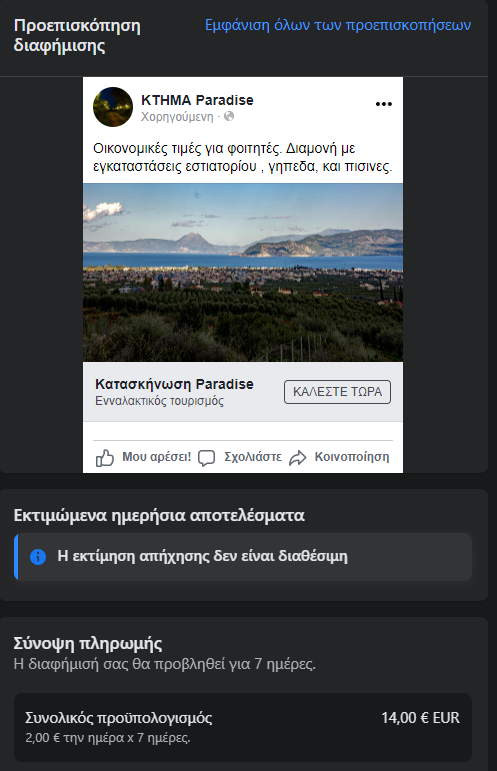 Προεπισκόπηση διαφήμισης
Εμφάνιση όλων των προεπισκοπήσεων
ΚΤΗΜΑ Paradise
Χορηγούμενη ·
Οικονομικές τιμές για φοιτητές. Διαμονή με
εγκαταστάσεις εστιατορίου , γηπεδα, και πισινες.
Κατασκήνωση Paradise
Ενναλακτικός τουρισμός
ΚΑΛΕΣΤΕ ΤΩΡΑ
Μου αρέσει! Σχολιάστε Κοινοποίηση
Εκτιμώμενα ημερήσια αποτελέσματα
Η εκτίμηση απήχησης δεν είναι διαθέσιμη
Σύνοψη πληρωμής
Η διαφήμισή σας θα προβληθεί για 7 ημέρες.
Συνολικός προϋπολογισμός 14,00 € EUR
2,00 € την ημέρα x 7 ημέρες.